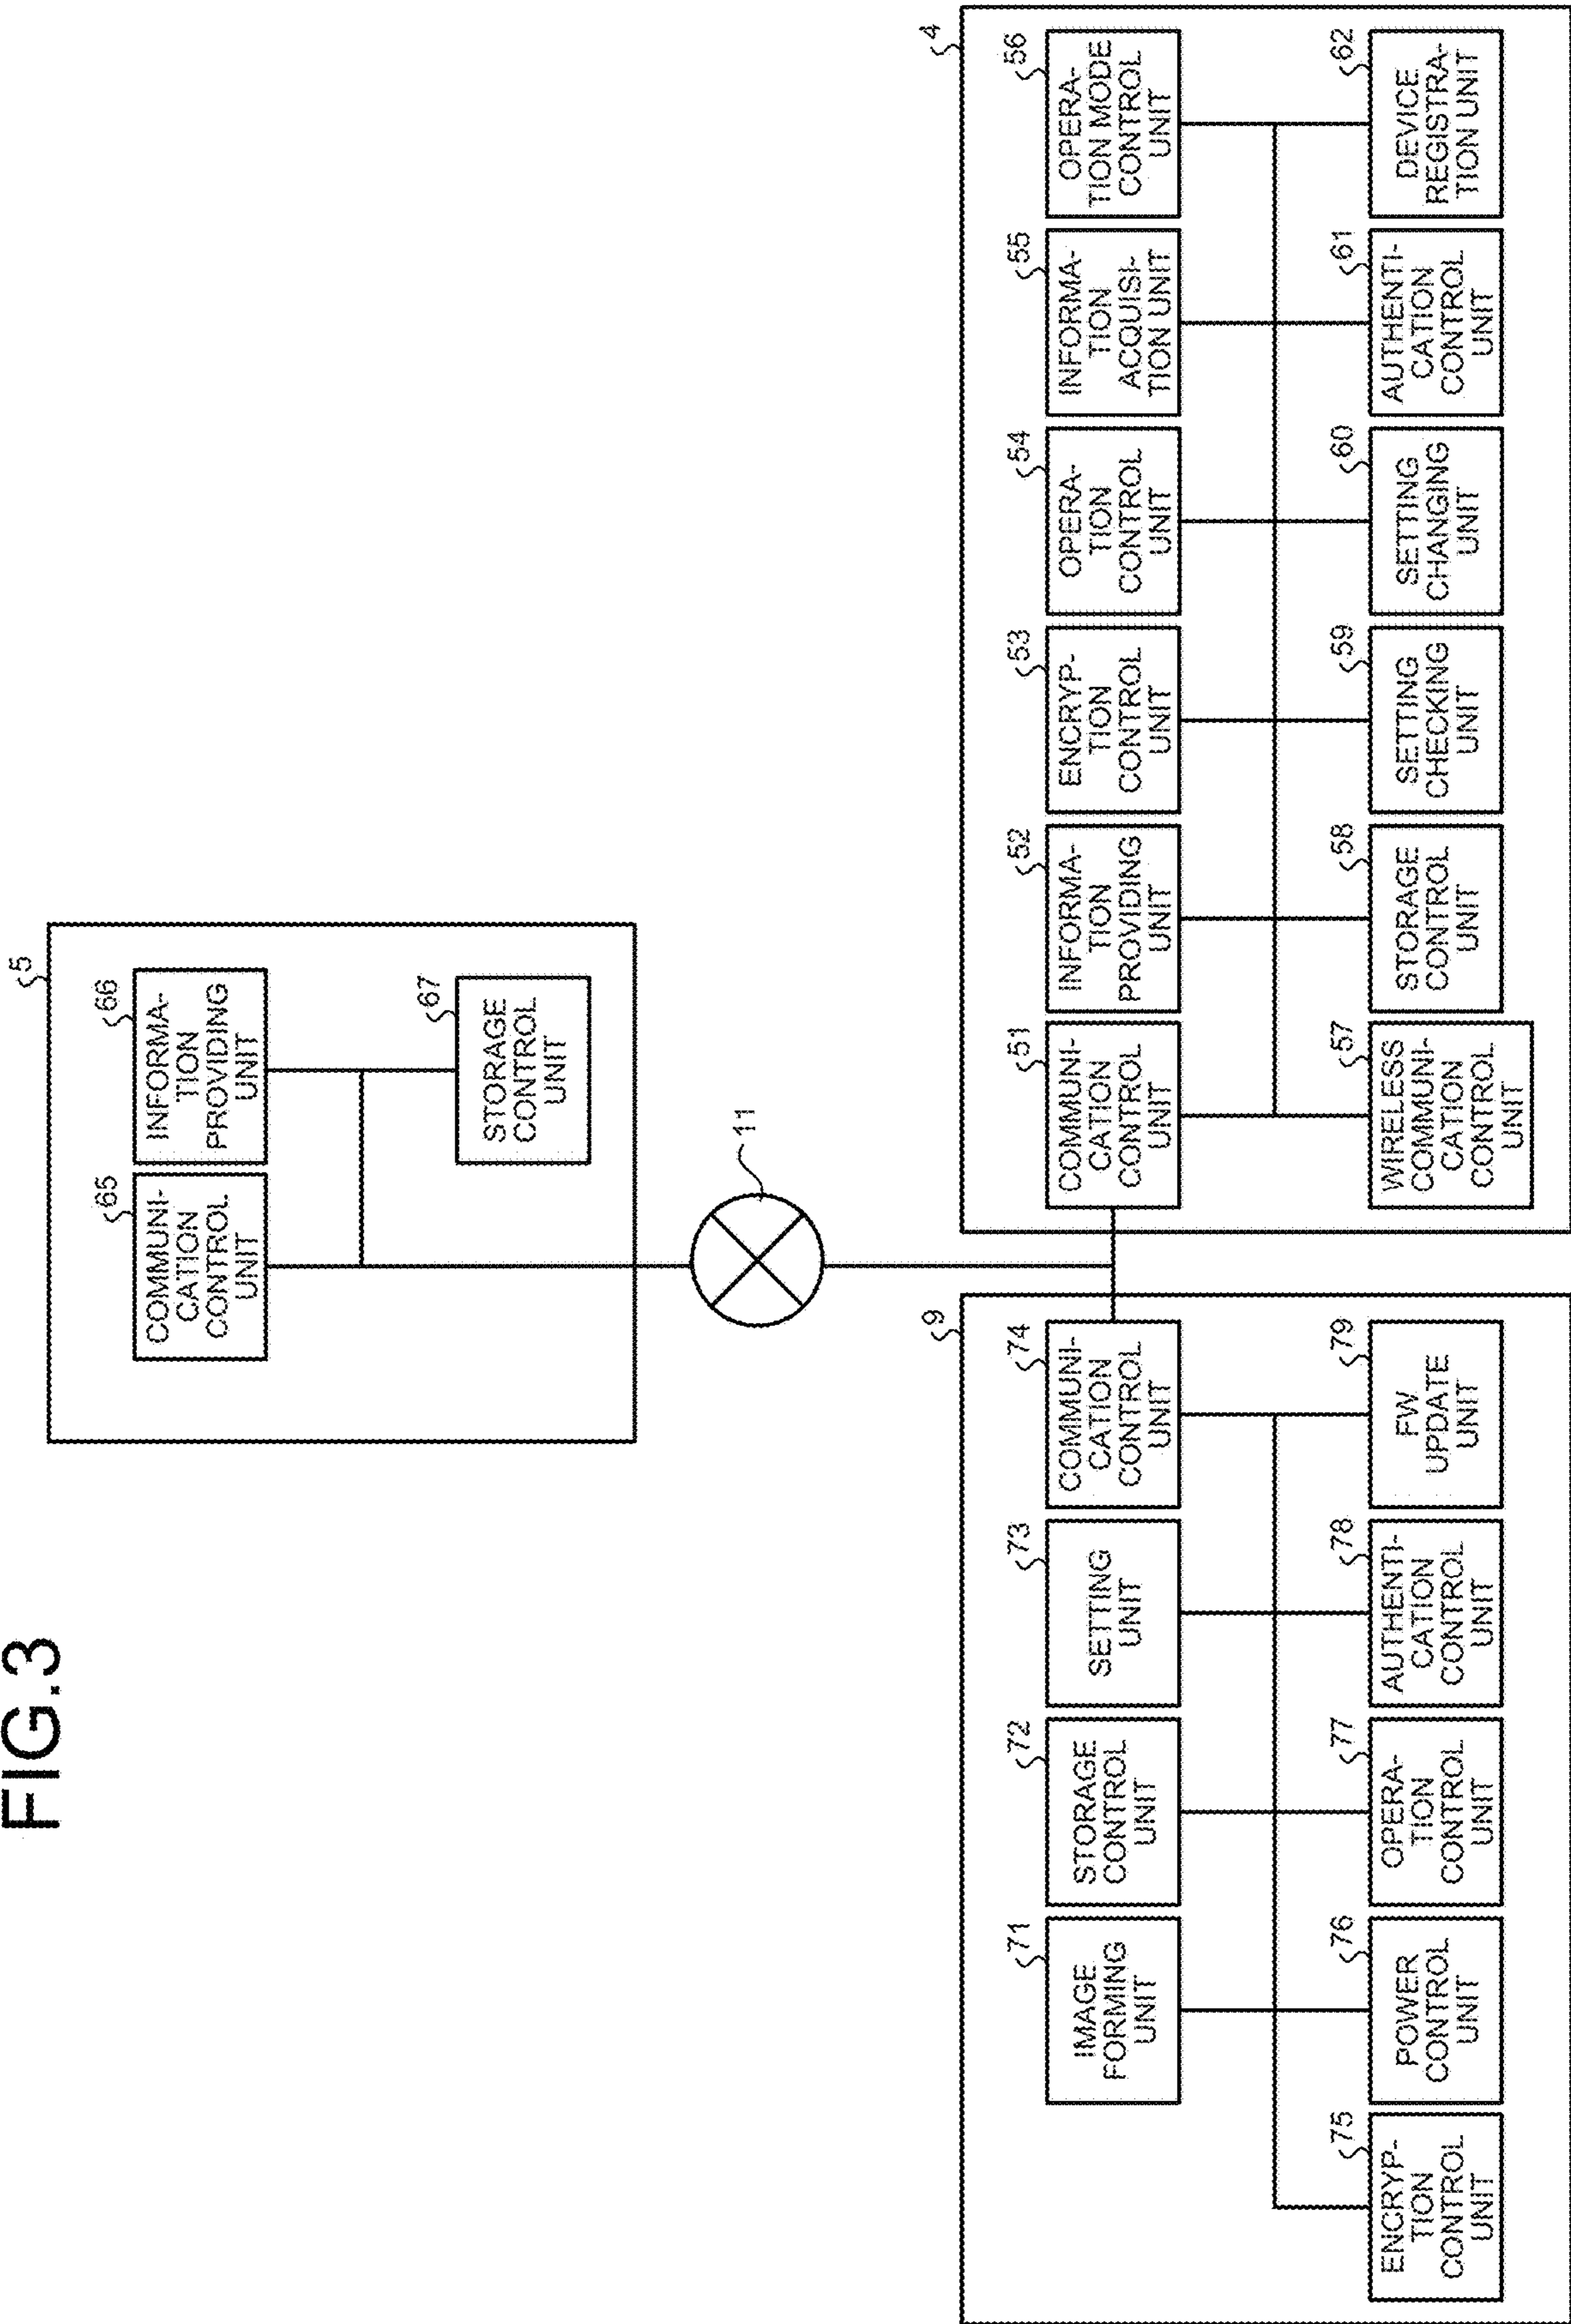 FIG.3
5
65
COMMUNI-
CATION
CONTROL
UNIT
66
INFORMA-
TION
PROVIDING
UNIT
67
STORAGE
CONTROL
UNIT
11
9
71
IMAGE
FORMING
UNIT
72
STORAGE
CONTROL
UNIT
73
SETTING
UNIT
74
COMMUNI-
CATION
CONTROL
UNIT
75
ENCRYP-
TION
CONTROL
UNIT
76
POWER
CONTROL
UNIT
77
OPERA-
TION
CONTROL
UNIT
78
AUTHENTI-
CATION
CONTROL
UNIT
79
FW
UPDATE
UNIT
4
51
COMMUNI-
CATION
CONTROL
UNIT
52
INFORMA-
TION
PROVIDING
UNIT
53
ENCRYP-
TION
CONTROL
UNIT
54
OPERA-
TION
CONTROL
UNIT
55
INFORMA-
TION
ACQUISI-
TION UNIT
56
OPERA-
TION MODE
CONTROL
UNIT
57
WIRELESS
COMMUNI-
CATION
CONTROL
UNIT
58
STORAGE
CONTROL
UNIT
59
SETTING
CHECKING
UNIT
60
SETTING
CHANGING
UNIT
61
AUTHENTI-
CATION
CONTROL
UNIT
62
DEVICE
REGISTRA-
TION UNIT